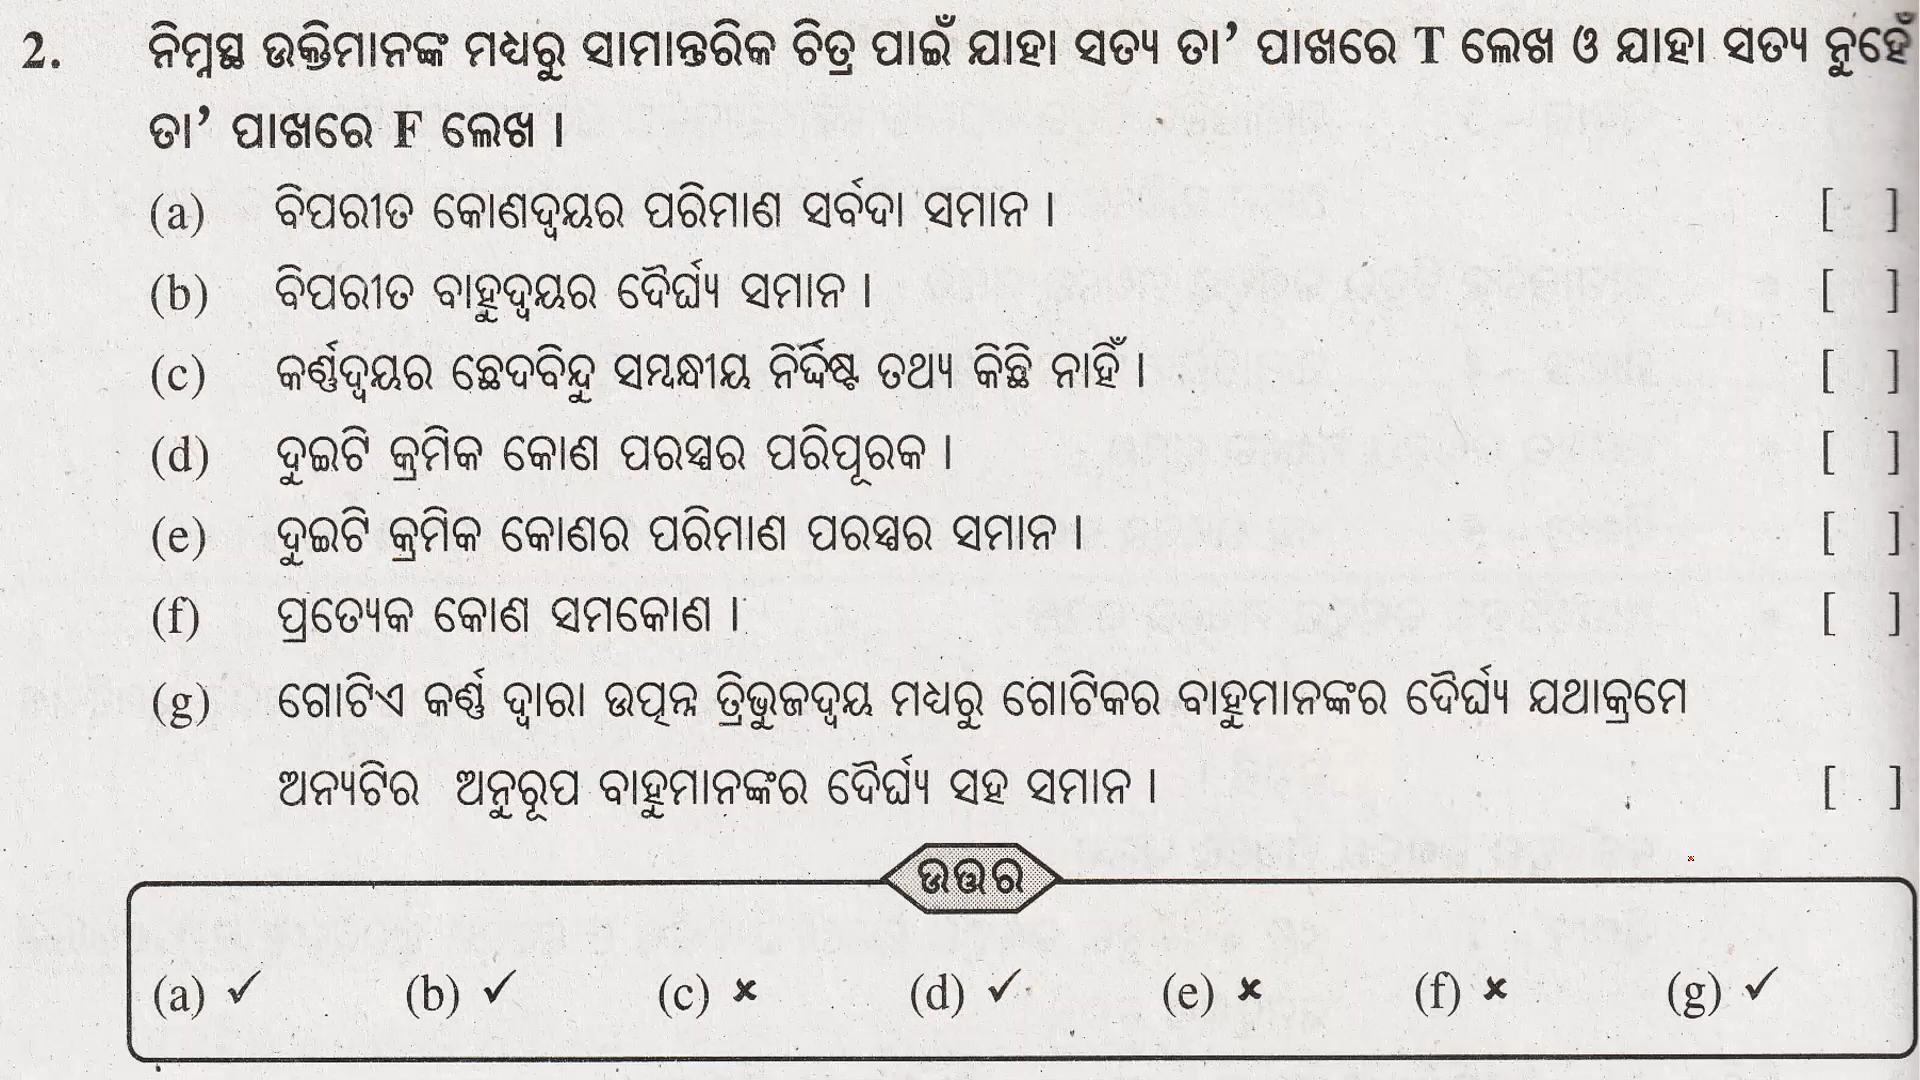 2. ନିମ୍ନସ୍ଥ ଉକ୍ତିମାନଙ୍କ ମଧ୍ୟରୁ ସାମାନ୍ତରିକ ଚିତ୍ର ପାଇଁ ଯାହା ସତ୍ୟ ତା’ ପାଖରେ T ଲେଖ ଓ ଯାହା ସତ୍ୟ ନୁହେଁ
ତା’ ପାଖରେ F ଲେଖ ।
(a) ବିପରୀତ କୋଣଦ୍ୱୟର ପରିମାଣ ସର୍ବଦା ସମାନ । [ ]
(b) ବିପରୀତ ବାହୁଦ୍ୱୟର ଦୈର୍ଘ୍ୟ ସମାନ । [ ]
(c) କର୍ଣ୍ଣଦ୍ୱୟର ଛେଦବିନ୍ଦୁ ସମ୍ବନ୍ଧୀୟ ନିର୍ଦ୍ଦିଷ୍ଟ ତଥ୍ୟ କିଛି ନାହିଁ । [ ]
(d) ଦୁଇଟି କ୍ରମିକ କୋଣ ପରସ୍ପର ପରିପୂରକ । [ ]
(e) ଦୁଇଟି କ୍ରମିକ କୋଣର ପରିମାଣ ପରସ୍ପର ସମାନ । [ ]
(f) ପ୍ରତ୍ୟେକ କୋଣ ସମକୋଣ । [ ]
(g) ଗୋଟିଏ କର୍ଣ୍ଣ ଦ୍ୱାରା ଉତ୍ପନ୍ନ ତ୍ରିଭୁଜଦ୍ୱୟ ମଧ୍ୟରୁ ଗୋଟିକର ବାହୁମାନଙ୍କର ଦୈର୍ଘ୍ୟ ଯଥାକ୍ରମେ
ଅନ୍ୟଟିର ଅନୁରୂପ ବାହୁମାନଙ୍କର ଦୈର୍ଘ୍ୟ ସହ ସମାନ । [ ]
ଉତ୍ତର
(a) ✓ (b) ✓ (c) × (d) ✓ (e) × (f) × (g) ✓